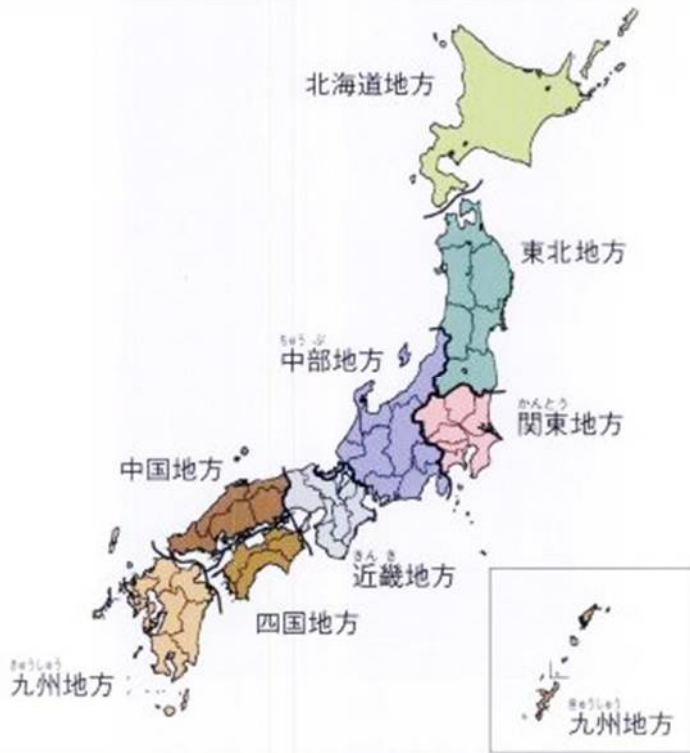 北海道地方
東北地方
ちゅうぶ
中部地方
かんとう
関東地方
中国地方
きんき
近畿地方
四国地方
きゅうしゅう
九州地方
きゅうしゅう
九州地方